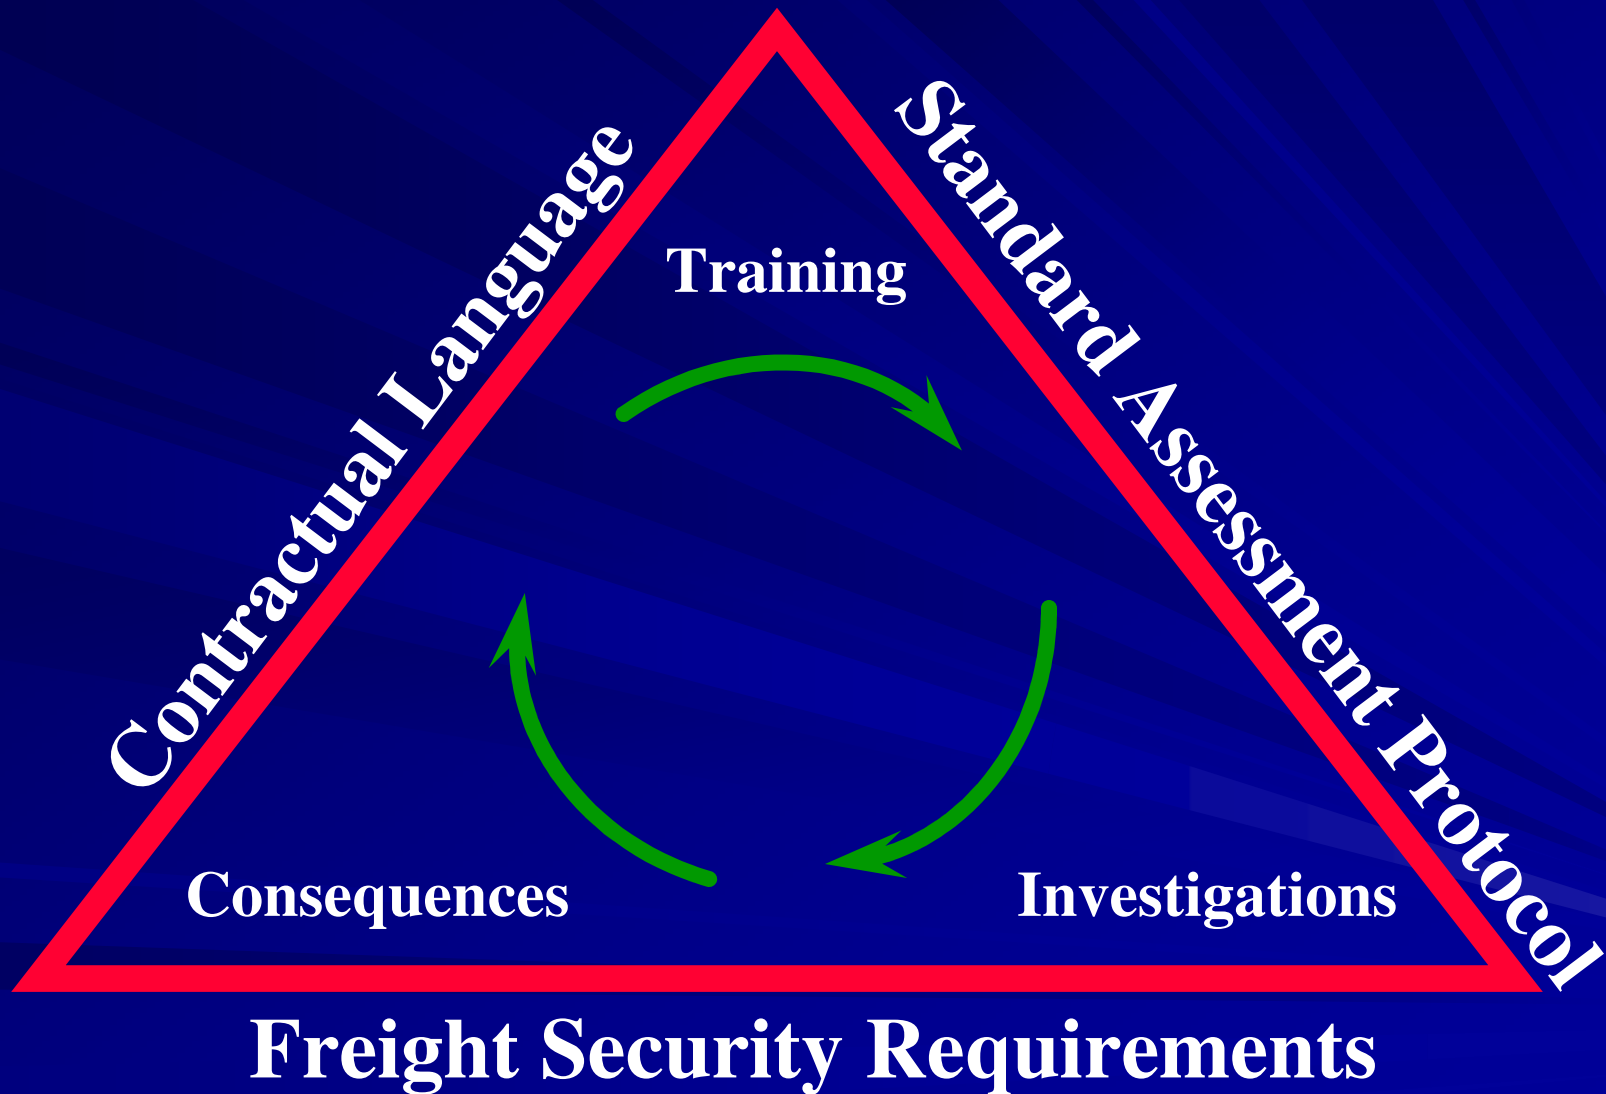 Contractual Language
Standard Assessment Protocol
Training
Consequences
Investigations
Freight Security Requirements